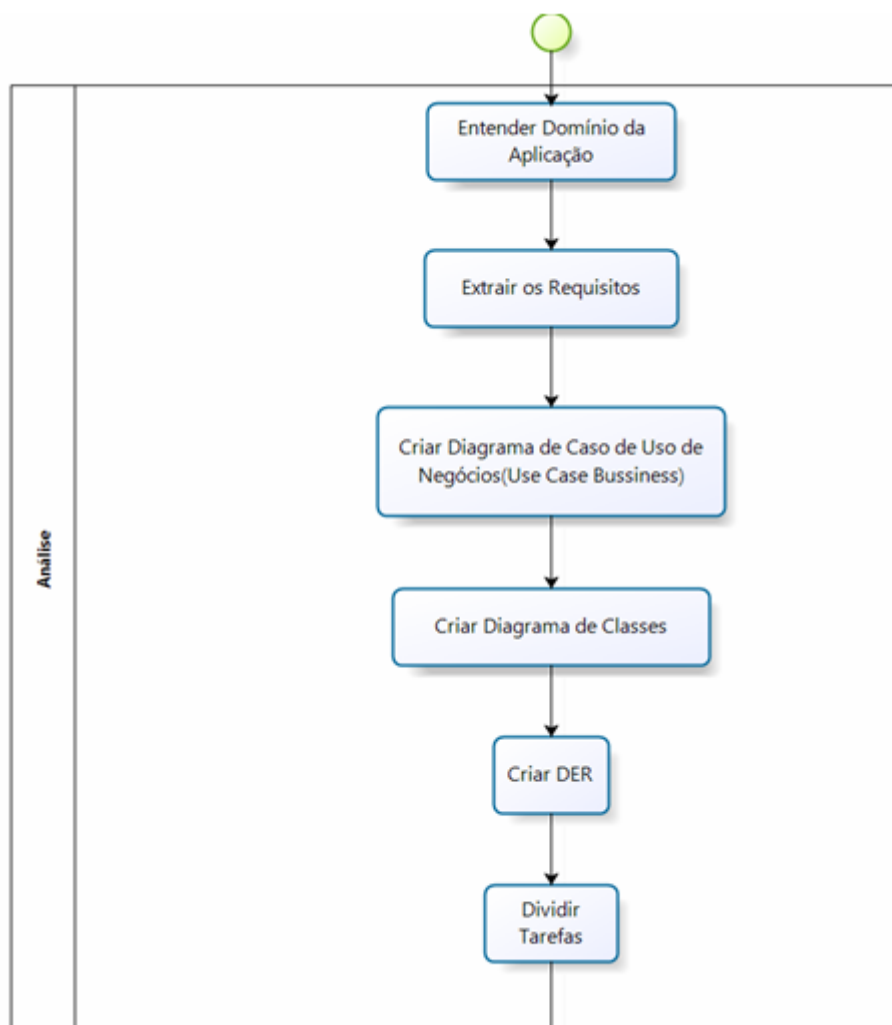 Entender Domínio da
Aplicação
Extrair os Requisitos
Criar Diagrama de Caso de Uso de
Negócios(Use Case Bussiness)
Análise
Criar Diagrama de Classes
Criar DER
Dividir
Tarefas